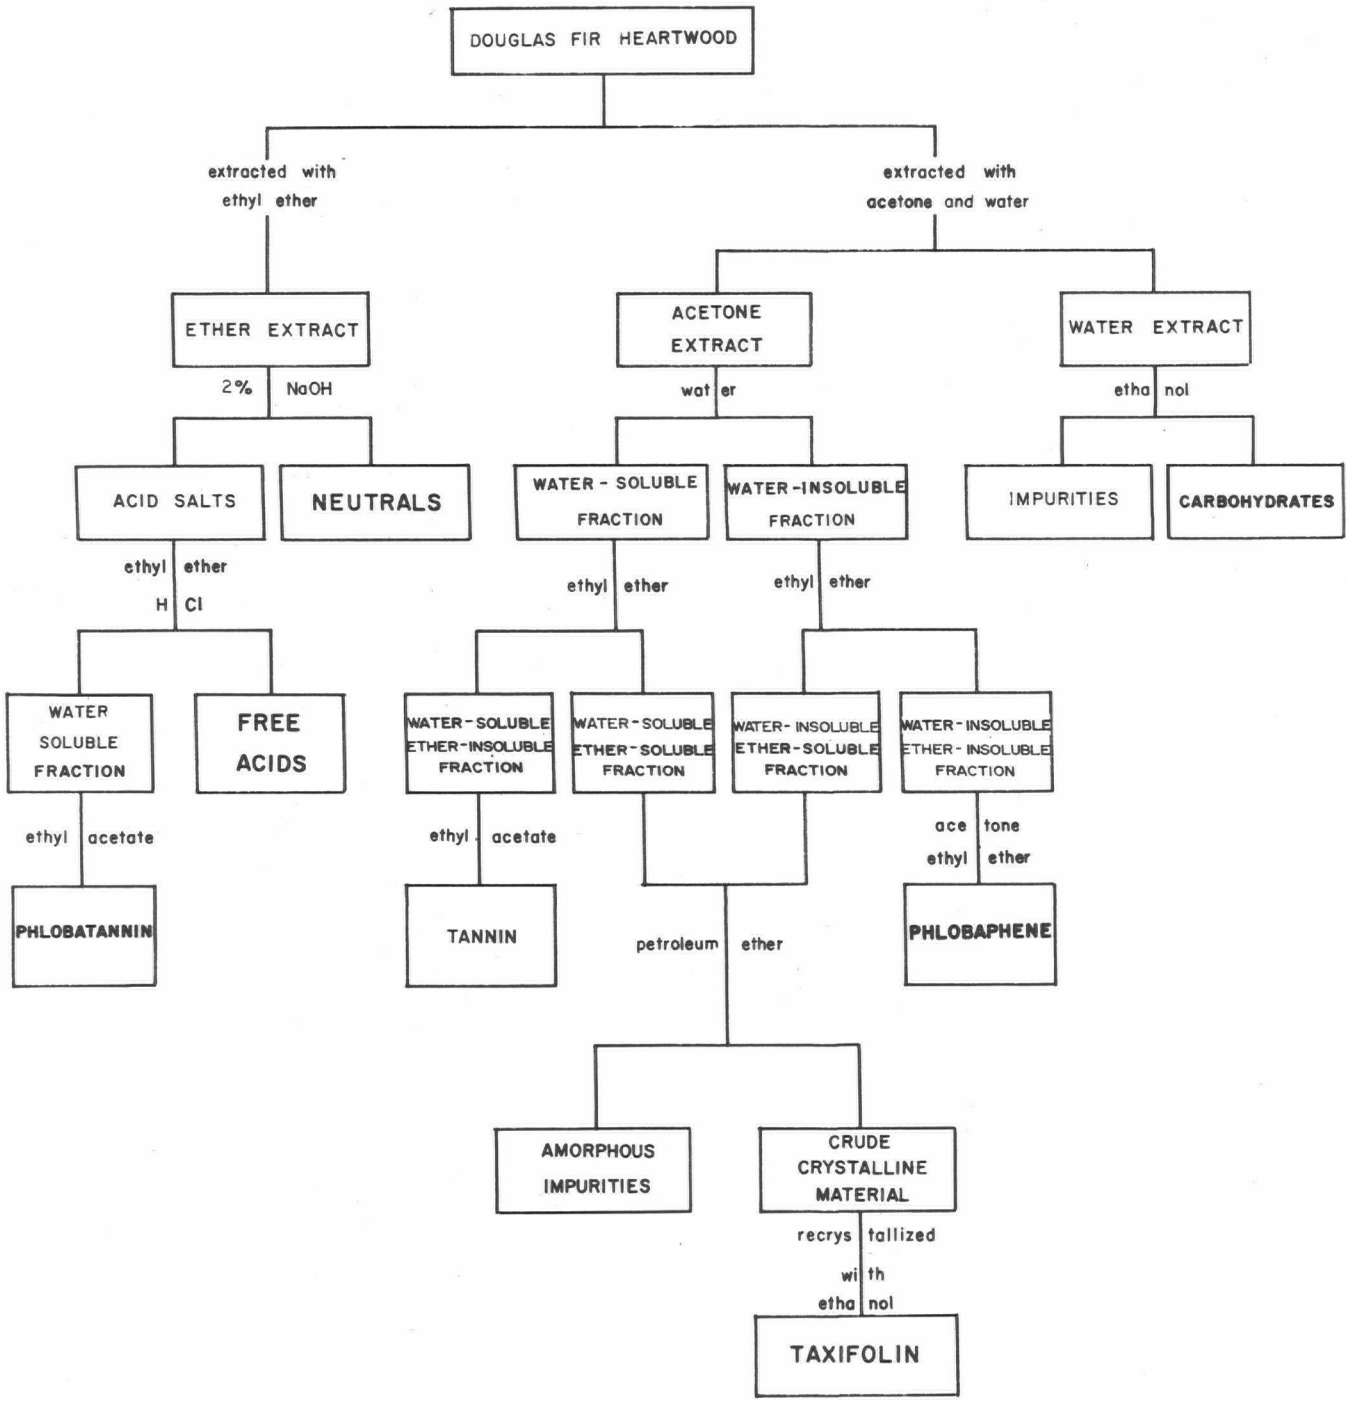 DOUGLAS FIR HEARTWOOD
extracted with
ethyl ether
extracted with
acetone and water
ETHER EXTRACT
ACETONE
EXTRACT
WATER EXTRACT
2% NaOH
water
ethanol
ACID SALTS
NEUTRALS
WATER-SOLUBLE
FRACTION
WATER-INSOLUBLE
FRACTION
IMPURITIES
CARBOHYDRATES
ethyl ether
HCl
ethyl ether
ethyl ether
WATER
SOLUBLE
FRACTION
FREE
ACIDS
WATER-SOLUBLE
ETHER-INSOLUBLE
FRACTION
WATER-SOLUBLE
ETHER-SOLUBLE
FRACTION
WATER-INSOLUBLE
ETHER-SOLUBLE
FRACTION
WATER-INSOLUBLE
ETHER-INSOLUBLE
FRACTION
ethyl acetate
ethyl acetate
acetone
ethyl ether
PHLOBATANNIN
TANNIN
petroleum ether
PHLOBAPHENE
AMORPHOUS
IMPURITIES
CRUDE
CRYSTALLINE
MATERIAL
recrystallized
with
ethanol
TAXIFOLIN